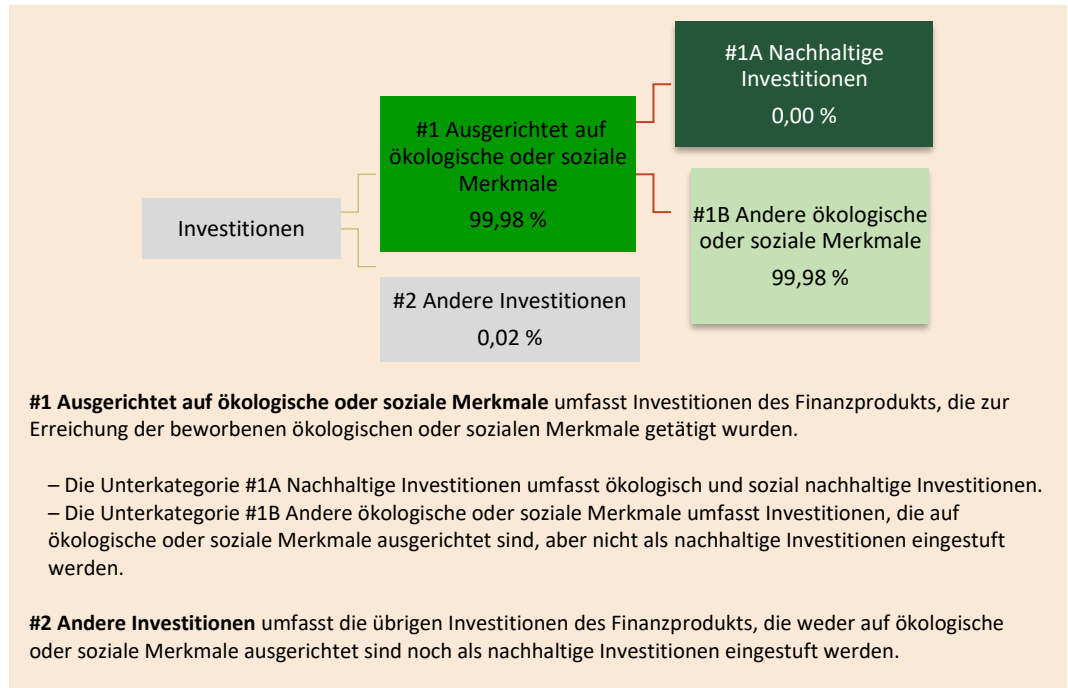 Investitionen
#1 Ausgerichtet auf
ökologische oder soziale
Merkmale
99,98 %
#2 Andere Investitionen
0,02 %
#1A Nachhaltige
Investitionen
0,00 %
#1B Andere ökologische
oder soziale Merkmale
99,98 %
#1 Ausgerichtet auf ökologische oder soziale Merkmale umfasst Investitionen des Finanzprodukts, die zur
Erreichung der beworbenen ökologischen oder sozialen Merkmale getätigt wurden.
– Die Unterkategorie #1A Nachhaltige Investitionen umfasst ökologisch und sozial nachhaltige Investitionen.
– Die Unterkategorie #1B Andere ökologische oder soziale Merkmale umfasst Investitionen, die auf
ökologische oder soziale Merkmale ausgerichtet sind, aber nicht als nachhaltige Investitionen eingestuft
werden.
#2 Andere Investitionen umfasst die übrigen Investitionen des Finanzprodukts, die weder auf ökologische
oder soziale Merkmale ausgerichtet sind noch als nachhaltige Investitionen eingestuft werden.